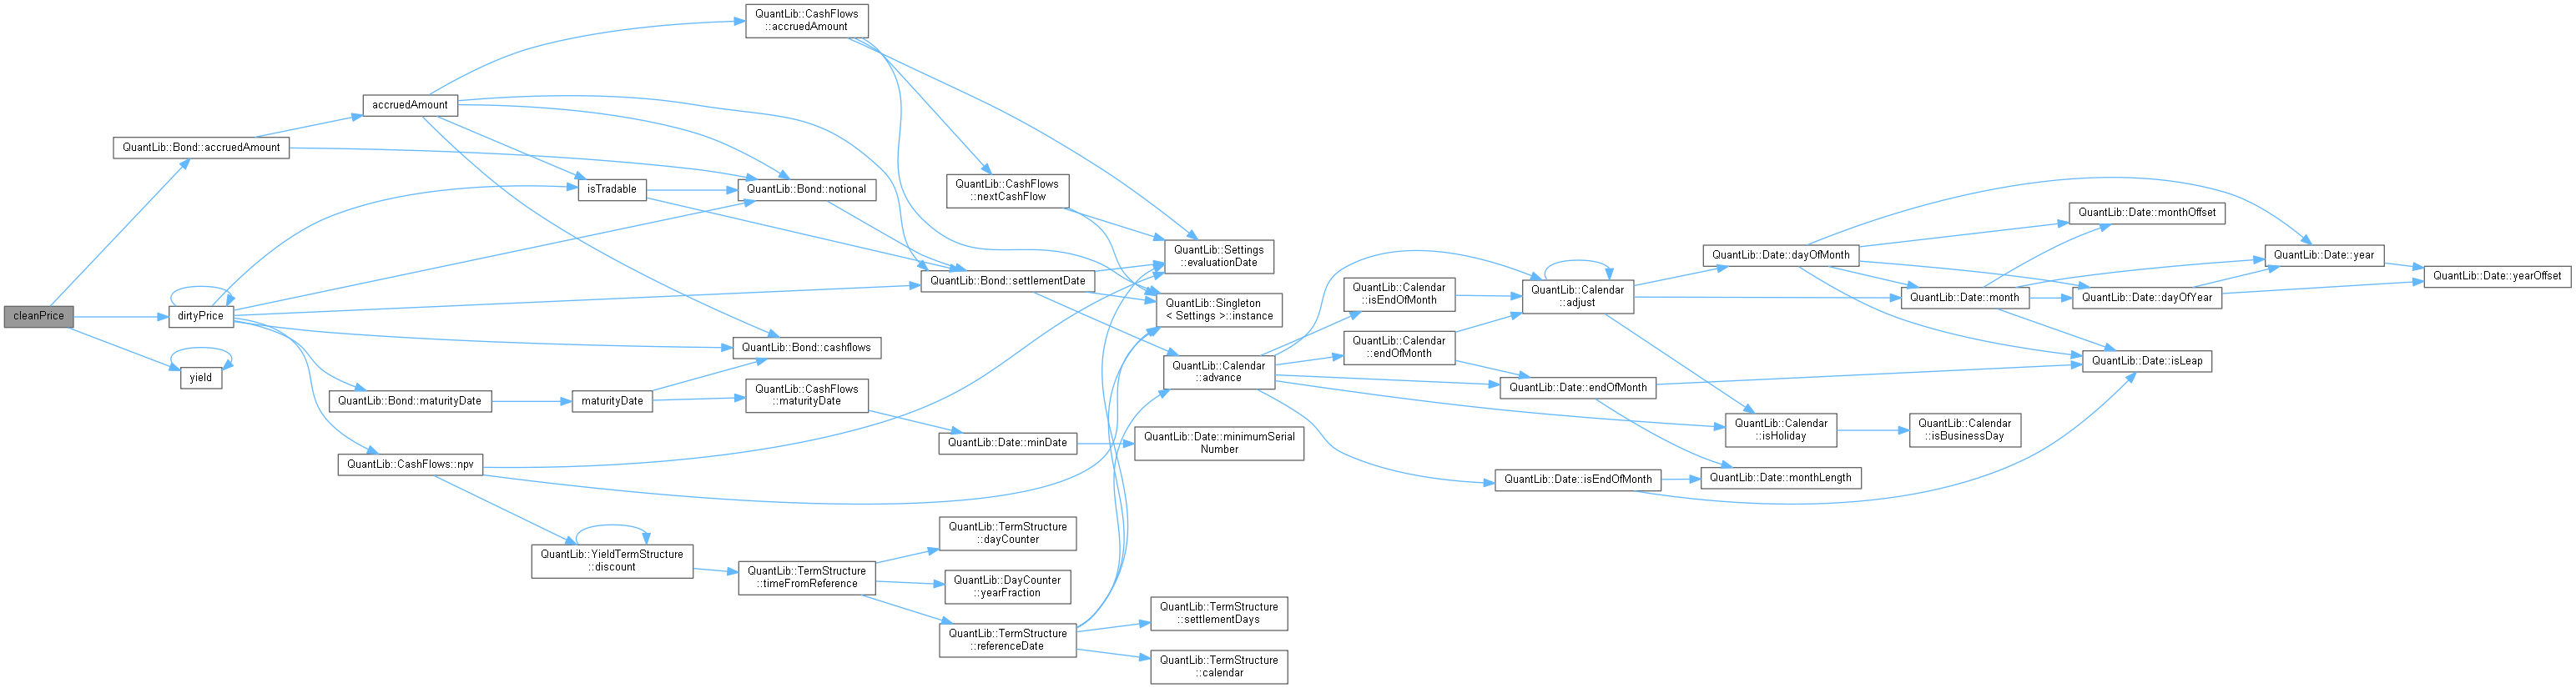 QuantLib::CashFlows
::accruedAmount
accruedAmount
QuantLib::Bond::accruedAmount
isTradable
QuantLib::Bond::notional
QuantLib::CashFlows
::nextCashFlow
QuantLib::Settings
::evaluationDate
QuantLib::Bond::settlementDate
QuantLib::Singleton
< Settings >::instance
cleanPrice
dirtyPrice
yield
QuantLib::Bond::cashflows
QuantLib::Bond::maturityDate
maturityDate
QuantLib::CashFlows
::maturityDate
QuantLib::Date::minDate
QuantLib::Date::minimumSerial
Number
QuantLib::CashFlows::npv
QuantLib::YieldTermStructure
::discount
QuantLib::TermStructure
::timeFromReference
QuantLib::TermStructure
::dayCounter
QuantLib::DayCounter
::yearFraction
QuantLib::TermStructure
::referenceDate
QuantLib::TermStructure
::settlementDays
QuantLib::TermStructure
::calendar
QuantLib::Calendar
::advance
QuantLib::Calendar
::isEndOfMonth
QuantLib::Calendar
::endOfMonth
QuantLib::Calendar
::adjust
QuantLib::Date::endOfMonth
QuantLib::Date::isEndOfMonth
QuantLib::Date::dayOfMonth
QuantLib::Calendar
::isHoliday
QuantLib::Date::monthLength
QuantLib::Date::month
QuantLib::Calendar
::isBusinessDay
QuantLib::Date::monthOffset
QuantLib::Date::dayOfYear
QuantLib::Date::isLeap
QuantLib::Date::year
QuantLib::Date::yearOffset